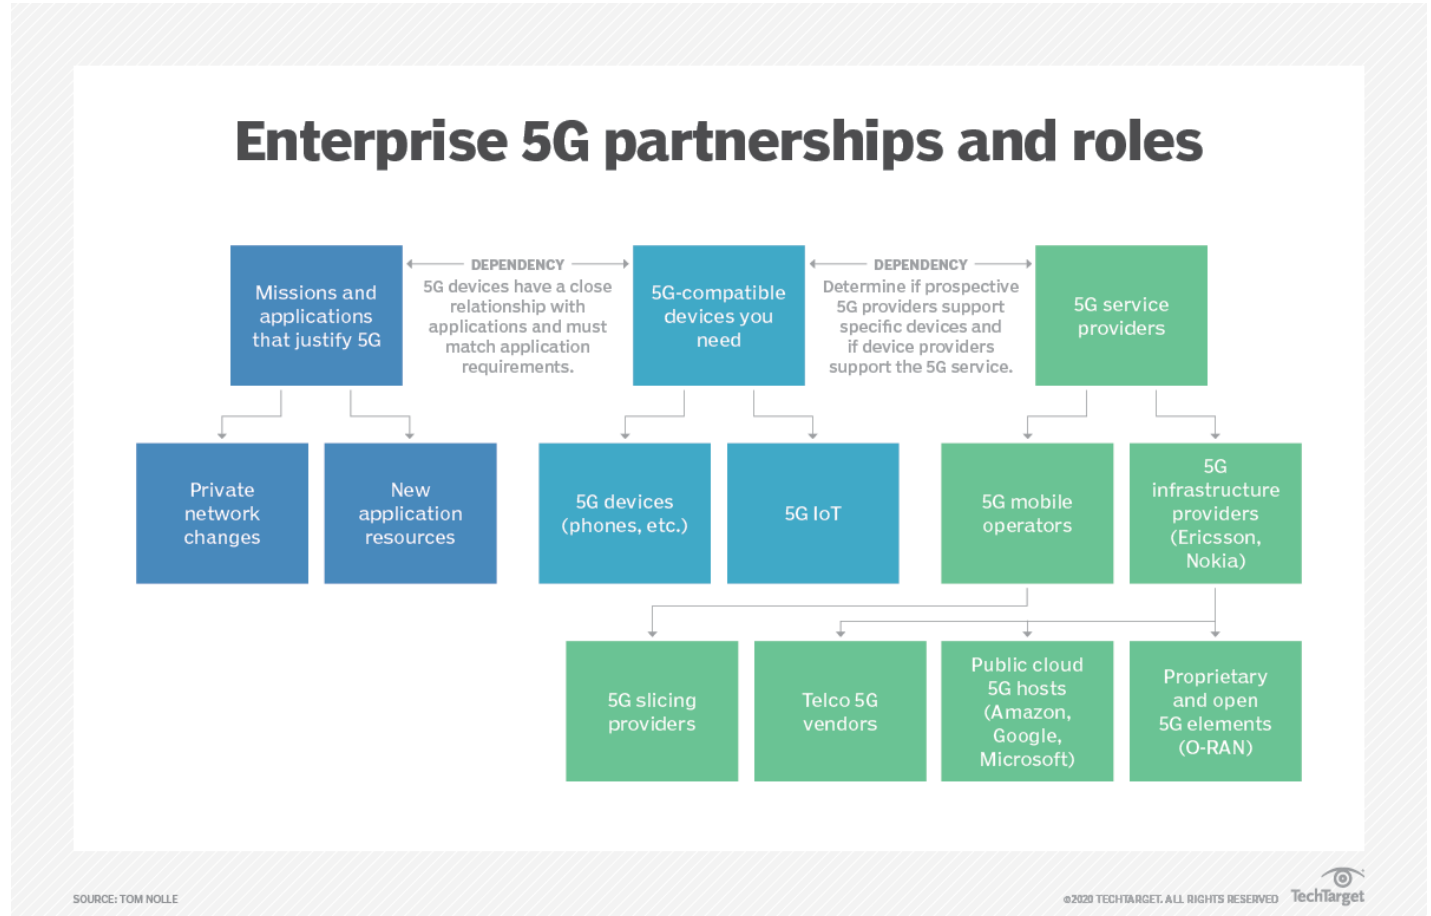 Enterprise 5G partnerships and roles
Missions and
applications
that justify 5G
DEPENDENCY
5G devices have a close
relationship with
applications and must
match application
requirements.
5G-compatible
devices you
need
DEPENDENCY
Determine if prospective
5G providers support
specific devices and
if device providers
support the 5G service.
5G service
providers
Private
network
changes
New
application
resources
5G devices
(phones, etc.)
5G IoT
5G mobile
operators
5G
infrastructure
providers
(Ericsson,
Nokia)
5G slicing
providers
Telco 5G
vendors
Public cloud
5G hosts
(Amazon,
Google,
Microsoft)
Proprietary
and open
5G elements
(O-RAN)
SOURCE: TOM NOLLE
©2020 TECHTARGET. ALL RIGHTS RESERVED
TechTarget